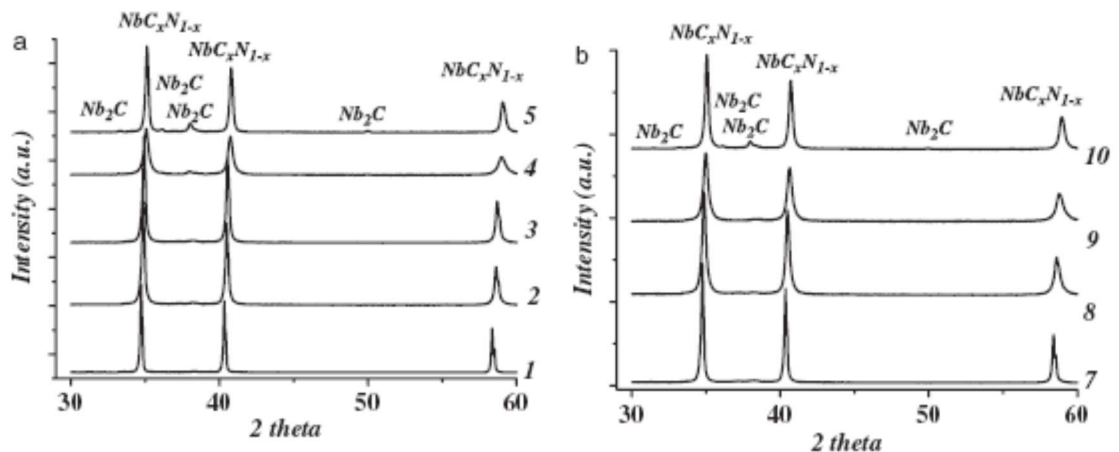 a
NbCxN1-x
NbCxN1-x
NbCxN1-x
Nb2C
Nb2C
Nb2C
Nb2C
5
4
3
2
1
Intensity (a.u.)
30
40
50
60
2 theta
b
NbCxN1-x
NbCxN1-x
NbCxN1-x
Nb2C
Nb2C
Nb2C
Nb2C
10
9
8
7
Intensity (a.u.)
30
40
50
60
2 theta